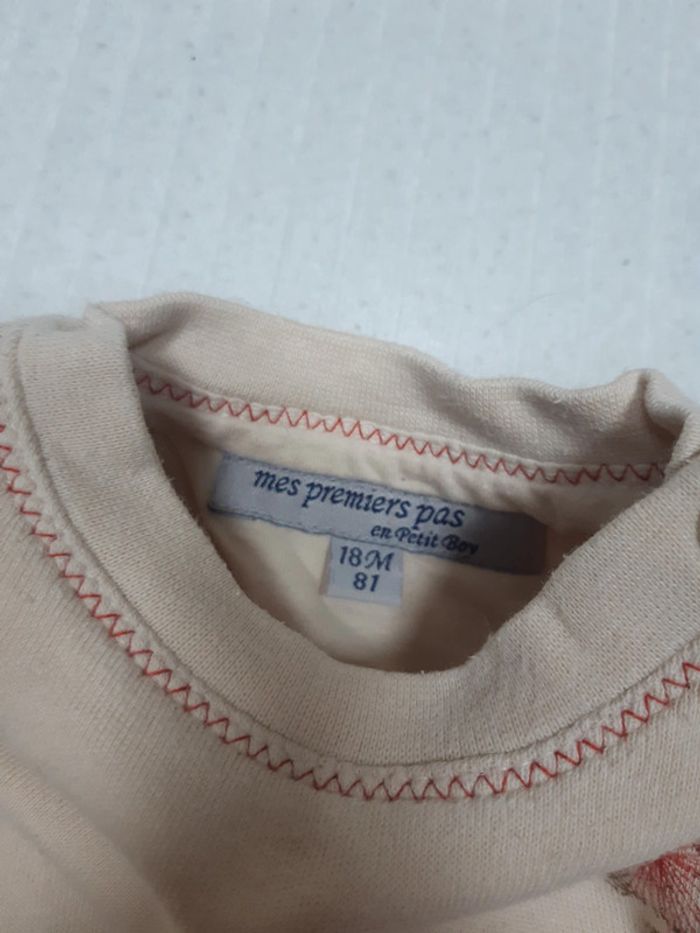 mes premiers pas
en Petit Boy
18M
81